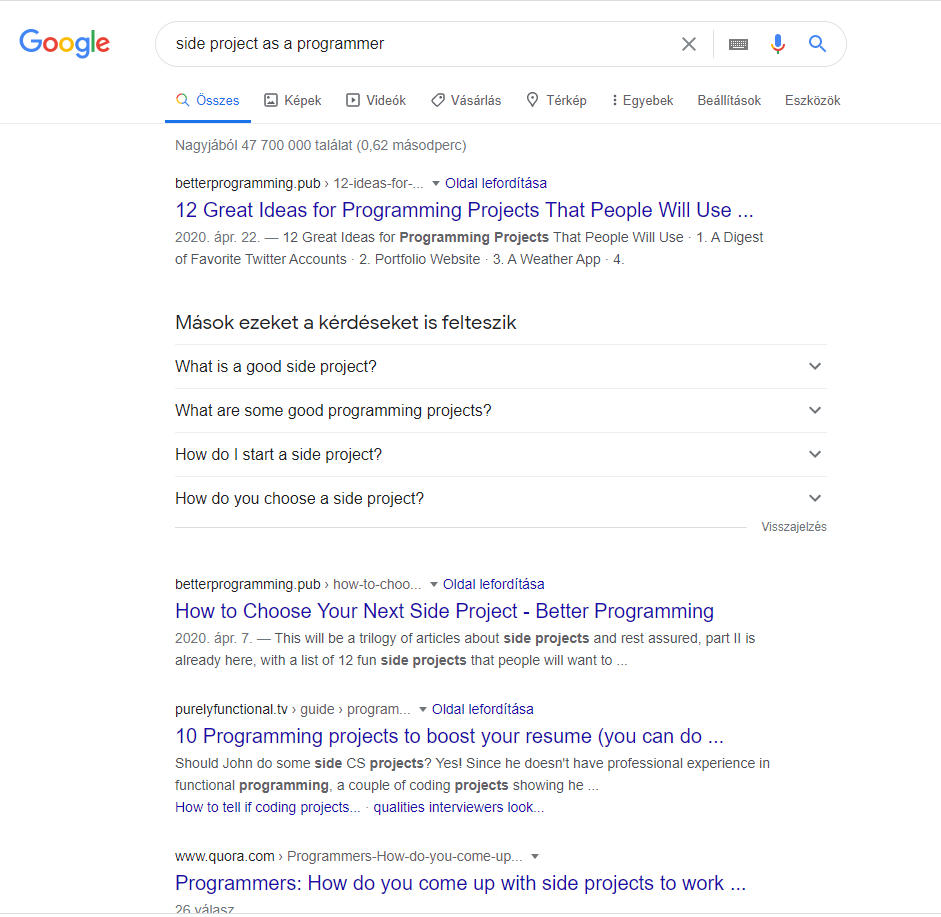 Google
side project as a programmer
Összes Képek Videók Vásárlás Térkép Egyebek Beállítások Eszközök
Nagyjából 47 700 000 találat (0,62 másodperc)
betterprogramming.pub › 12-ideas-for-... Oldal lefordítása
12 Great Ideas for Programming Projects That People Will Use ...
2020. ápr. 22. — 12 Great Ideas for Programming Projects That People Will Use · 1. A Digest
of Favorite Twitter Accounts · 2. Portfolio Website · 3. A Weather App · 4.
Mások ezeket a kérdéseket is felteszik
What is a good side project?
What are some good programming projects?
How do I start a side project?
How do you choose a side project?
Visszajelzés
betterprogramming.pub › how-to-choo... Oldal lefordítása
How to Choose Your Next Side Project - Better Programming
2020. ápr. 7. — This will be a trilogy of articles about side projects and rest assured, part II is
already here, with a list of 12 fun side projects that people will want to ...
purelyfunctional.tv › guide › program... Oldal lefordítása
10 Programming projects to boost your resume (you can do ...
Should John do some side CS projects? Yes! Since he doesn't have professional experience in
functional programming, a couple of coding projects showing he ...
How to tell if coding projects... · qualities interviewers look...
www.quora.com › Programmers-How-do-you-come-up...
Programmers: How do you come up with side projects to work ...
26 válasz